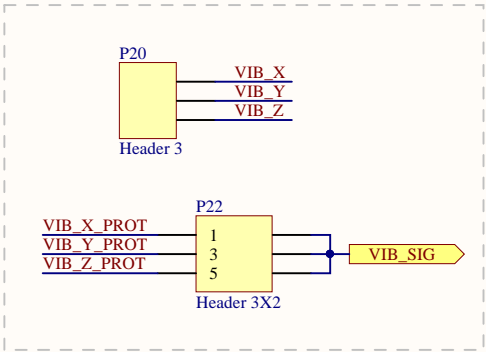 P20
VIB_X
VIB_Y
VIB_Z
Header 3
P22
VIB_X_PROT
1
VIB_Y_PROT
3
VIB_SIG
VIB_Z_PROT
5
Header 3X2